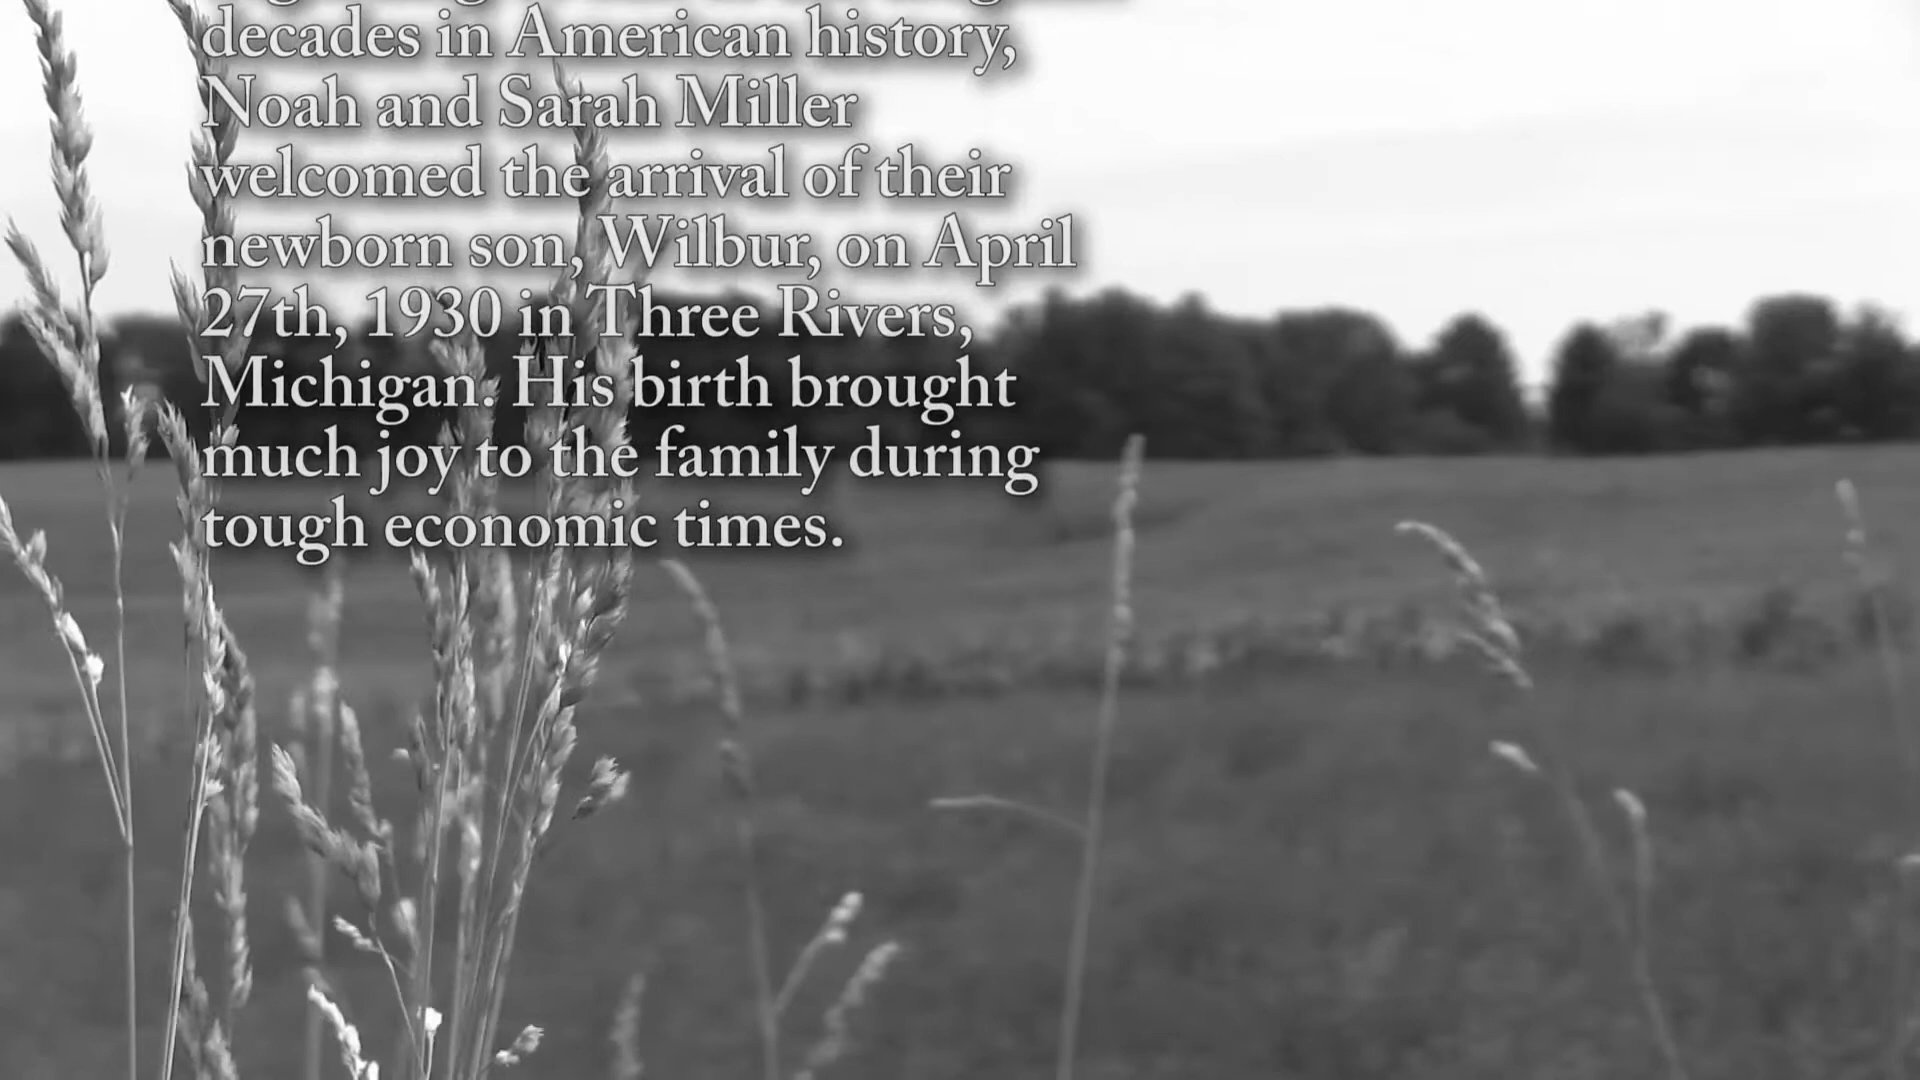 decades in American history,
Noah and Sarah Miller
welcomed the arrival of their
newborn son, Wilbur, on April
27th, 1930 in Three Rivers,
Michigan. His birth brought
much joy to the family during
tough economic times.